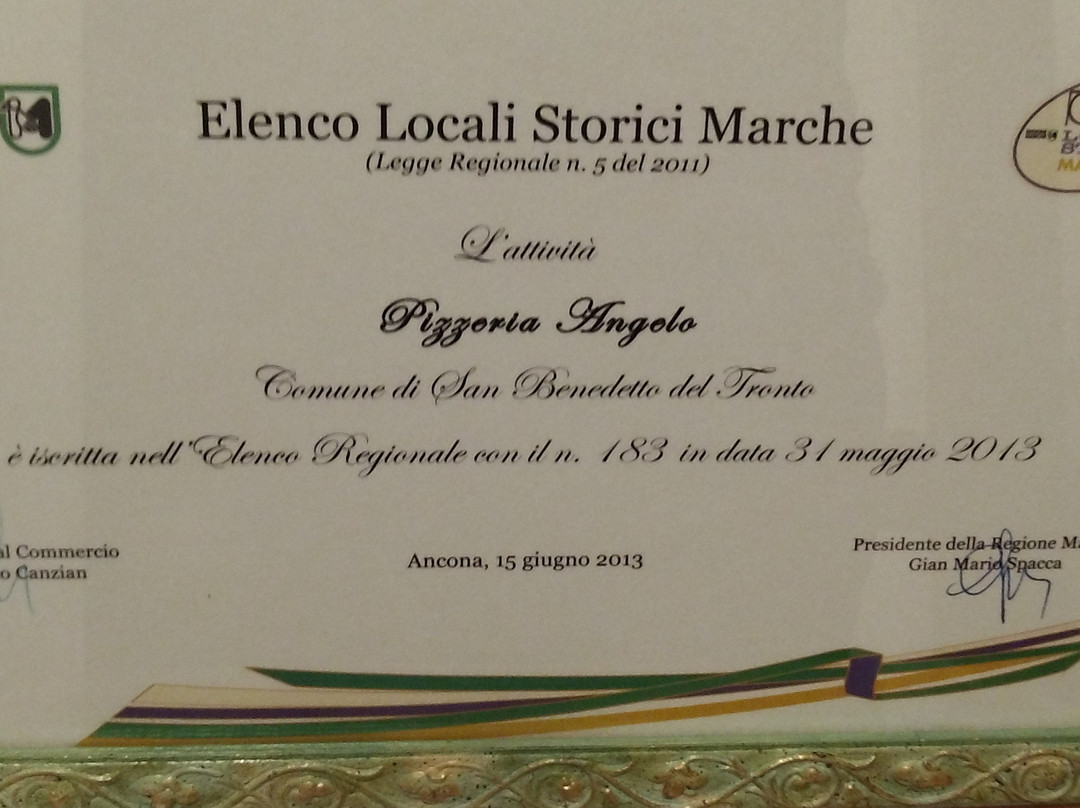 Elenco Locali Storici Marche
(Legge Regionale n. 5 del 2011)
L'attività
Pizzeria Angelo
Comune di San Benedetto del Tronto
è iscritta nell'Elenco Regionale con il n. 183 in data 31 maggio 2013
al Commercio
o Canzian
Ancona, 15 giugno 2013
Presidente della Regione Ma
Gian Mario Spacca